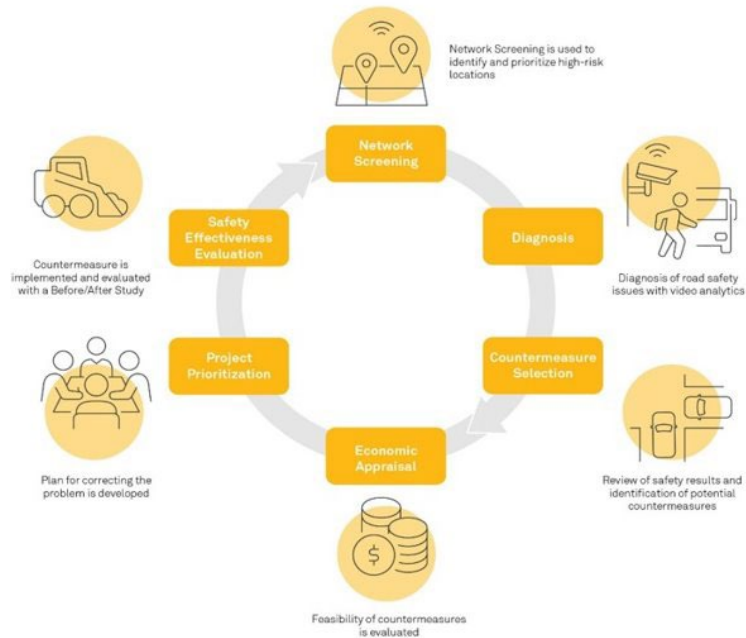 Network Screening is used to
identify and prioritize high-risk
locations
Network
Screening
Diagnosis
Diagnosis of road safety
issues with video analytics
Countermeasure
Selection
Review of safety results and
identification of potential
countermeasures
Economic
Appraisal
$
Feasibility of countermeasures
is evaluated
Project
Prioritization
Plan for correcting the
problem is developed
Safety
Effectiveness
Evaluation
Countermeasure is
implemented and evaluated
with a Before/After Study